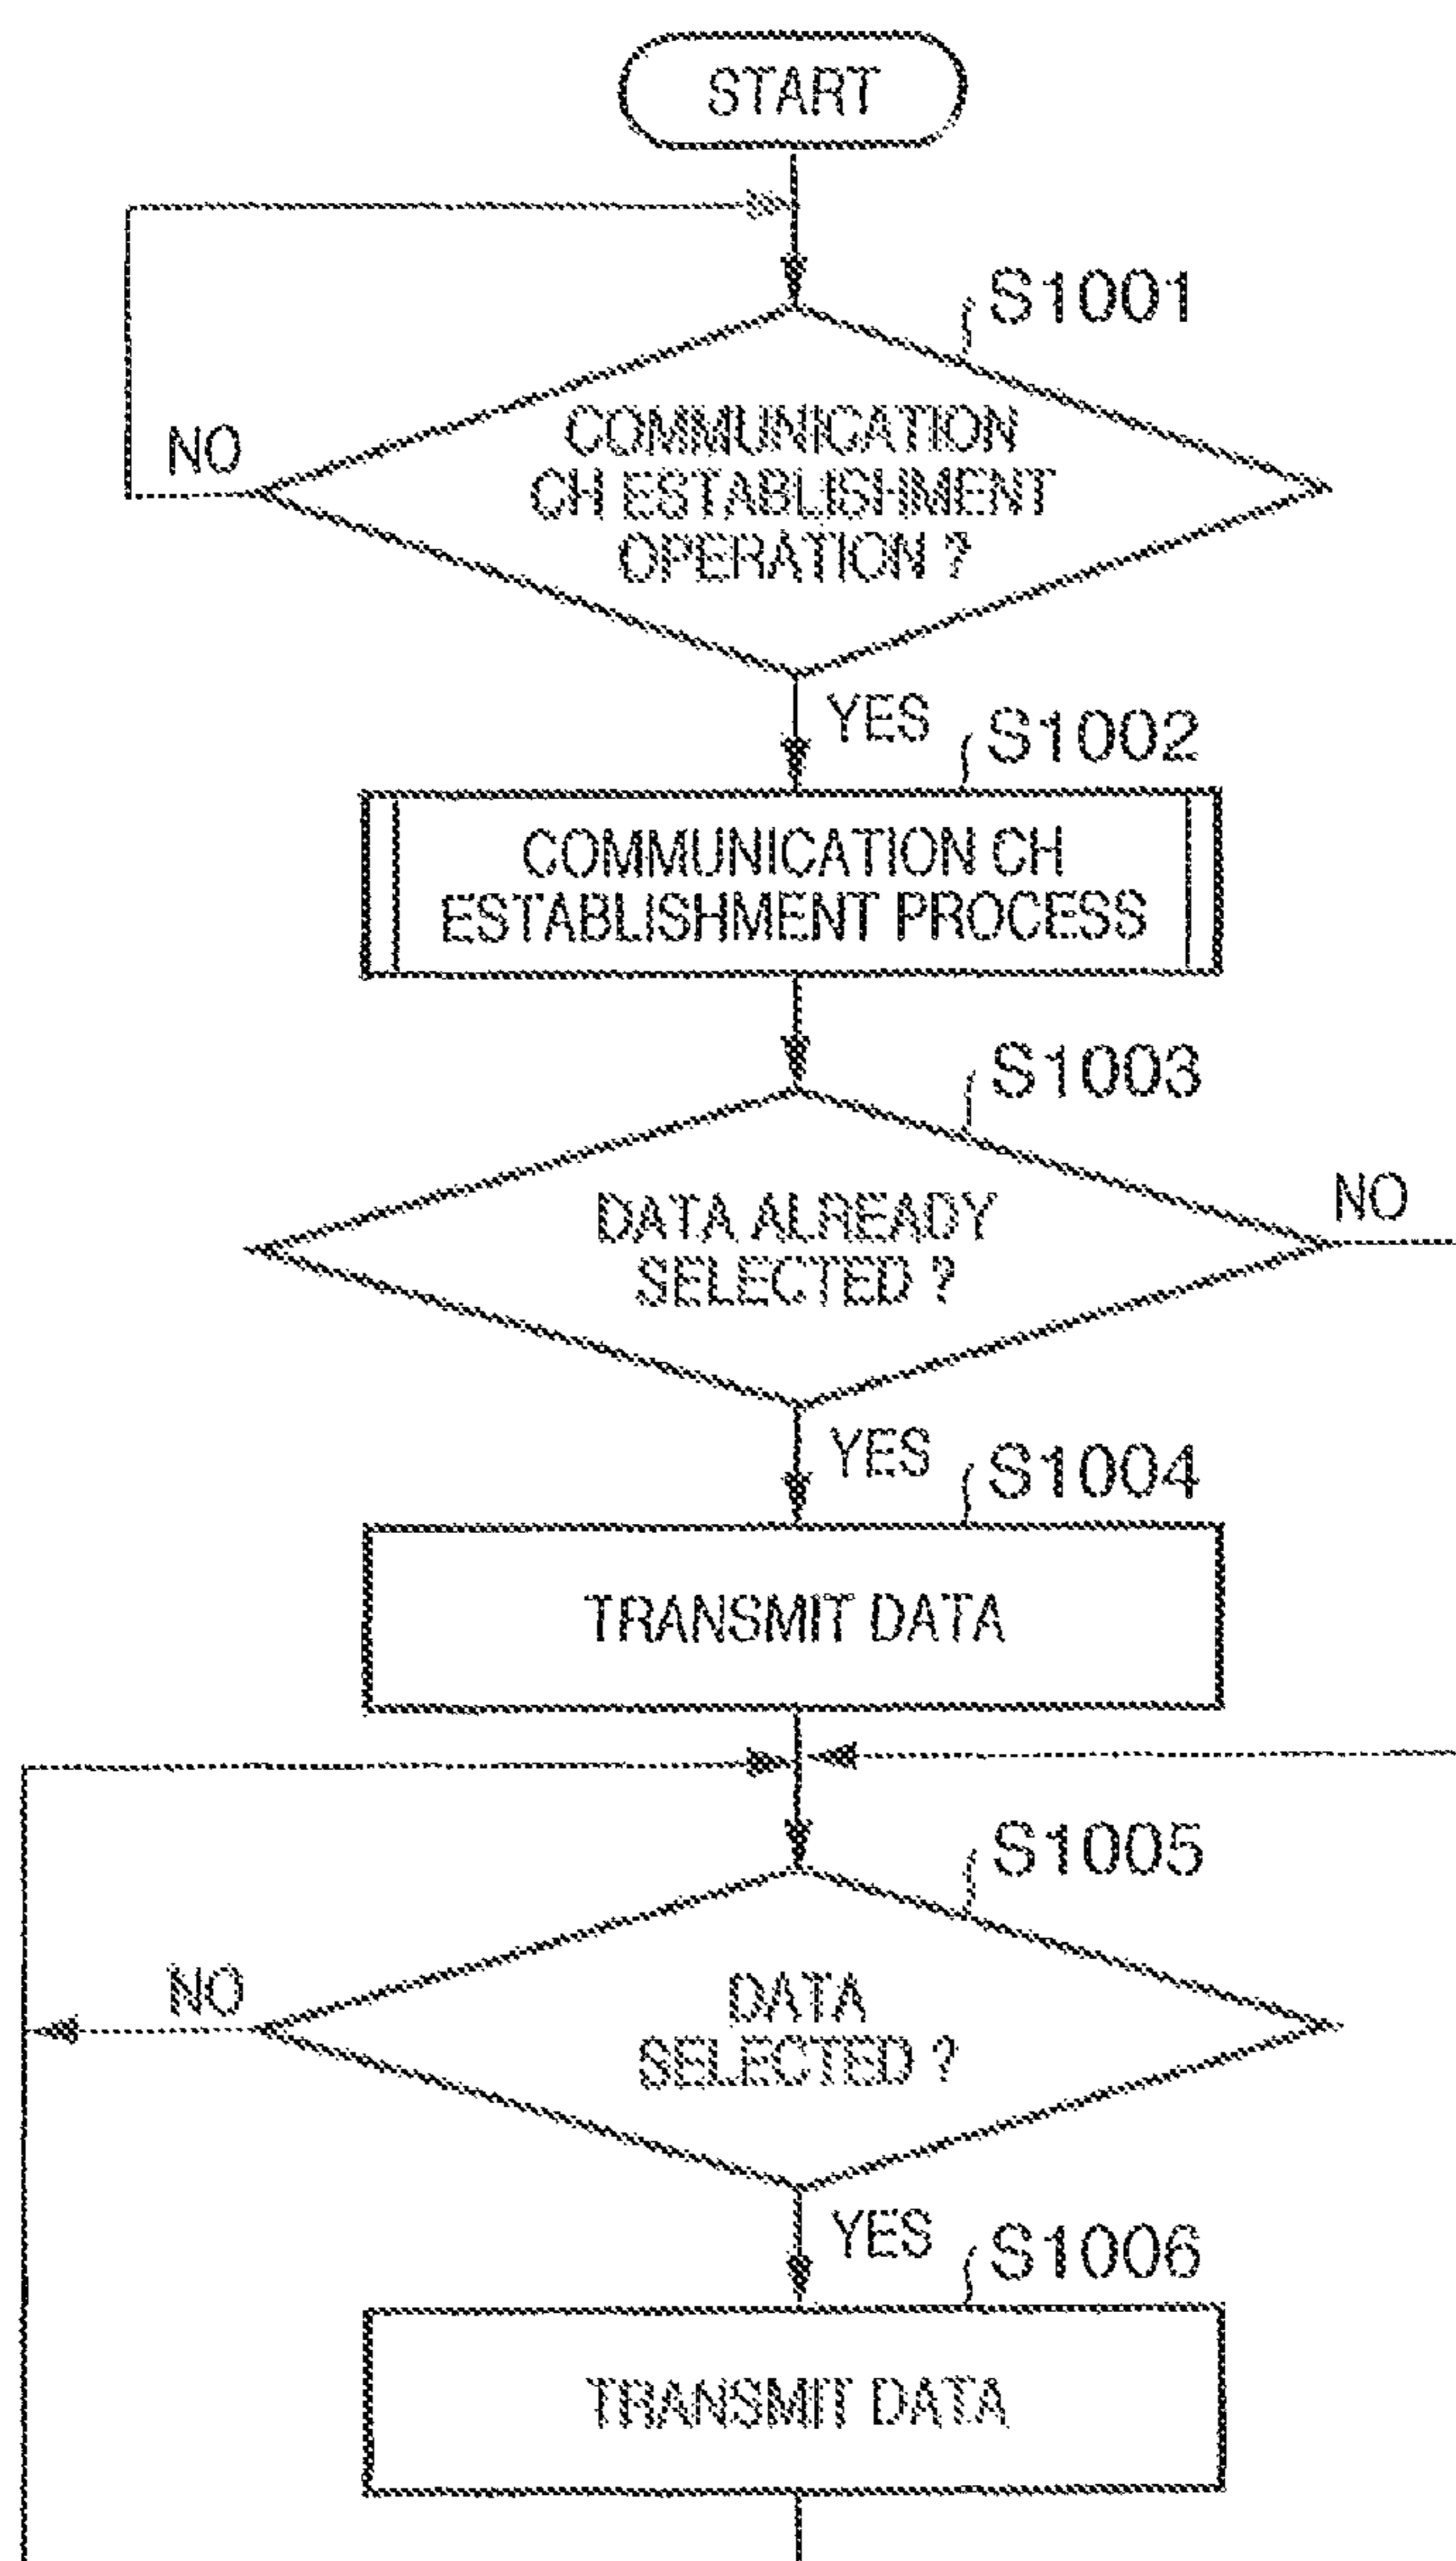 START
S1001
COMMUNICATION
CH ESTABLISHMENT
OPERATION ?
NO
YES
S1002
COMMUNICATION CH
ESTABLISHMENT PROCESS
S1003
DATA ALREADY
SELECTED ?
NO
YES
S1004
TRANSMIT DATA
S1005
DATA
SELECTED ?
NO
YES
S1006
TRANSMIT DATA